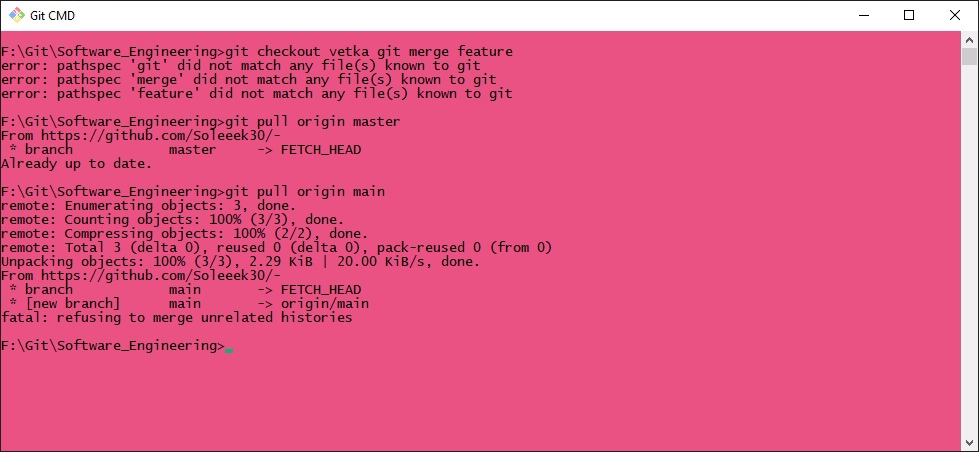 Git CMD
F:\Git\Software_Engineering>git checkout vetka git merge feature
error: pathspec 'git' did not match any file(s) known to git
error: pathspec 'merge' did not match any file(s) known to git
error: pathspec 'feature' did not match any file(s) known to git
F:\Git\Software_Engineering>git pull origin master
From https://github.com/Soleeek30/-
 * branch            master     -> FETCH_HEAD
Already up to date.
F:\Git\Software_Engineering>git pull origin main
remote: Enumerating objects: 3, done.
remote: Counting objects: 100% (3/3), done.
remote: Compressing objects: 100% (2/2), done.
remote: Total 3 (delta 0), reused 0 (delta 0), pack-reused 0 (from 0)
Unpacking objects: 100% (3/3), 2.29 KiB | 20.00 KiB/s, done.
From https://github.com/Soleeek30/-
 * branch            main       -> FETCH_HEAD
 * [new branch]      main       -> origin/main
fatal: refusing to merge unrelated histories
F:\Git\Software_Engineering>